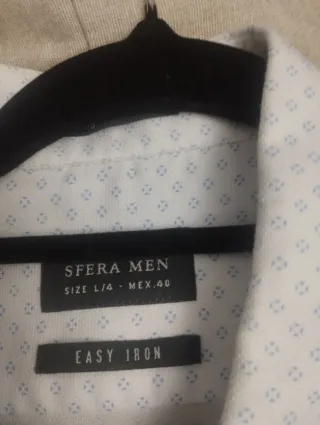 SFERA MEN
SIZE L/4 - MEX.40
EASY IRON